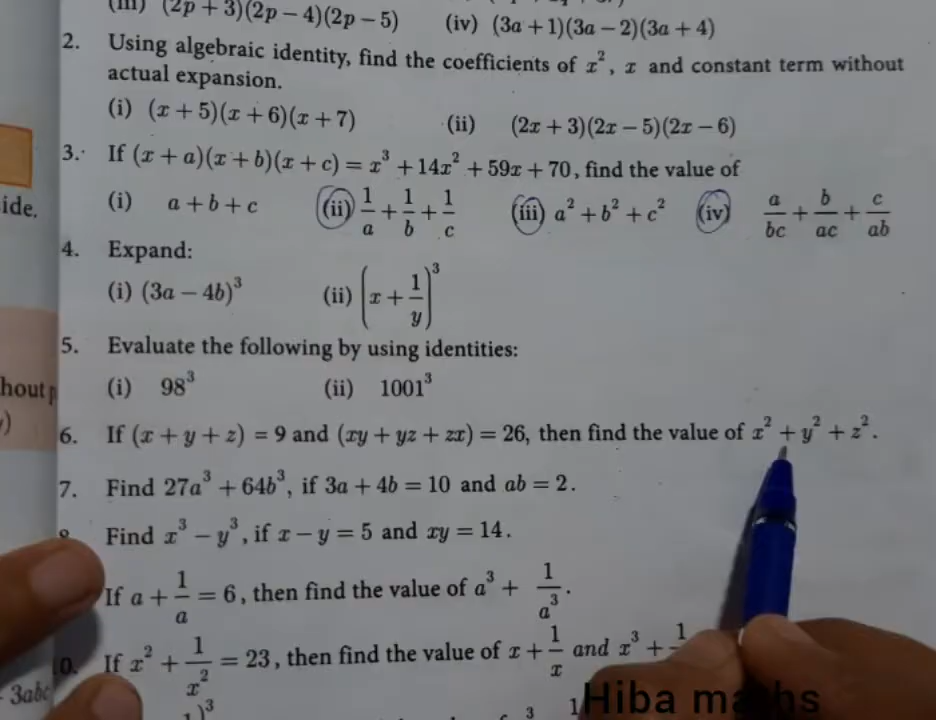 (iii) (2p + 3)(2p − 4)(2p − 5) (iv) (3a + 1)(3a − 2)(3a + 4)
2. Using algebraic identity, find the coefficients of x², x and constant term without
actual expansion.
(i) (x + 5)(x + 6)(x + 7) (ii) (2x + 3)(2x − 5)(2x − 6)
3. If (x + a)(x + b)(x + c) = x³ + 14x² + 59x + 70, find the value of
ide.
(i) a + b + c (ii) 1/a + 1/b + 1/c (iii) a² + b² + c² (iv) a/bc + b/ac + c/ab
4. Expand:
(i) (3a − 4b)³ (ii) (x + 1/y)³
5. Evaluate the following by using identities:
hout p
(i) 98³ (ii) 1001³
6. If (x + y + z) = 9 and (xy + yz + zx) = 26, then find the value of x² + y² + z².
7. Find 27a³ + 64b³, if 3a + 4b = 10 and ab = 2.
Find x³ − y³, if x − y = 5 and xy = 14.
If a + 1/a = 6, then find the value of a³ + 1/a³.
10. If x² + 1/x² = 23, then find the value of x + 1/x and x³ +
3abc
Hiba maths